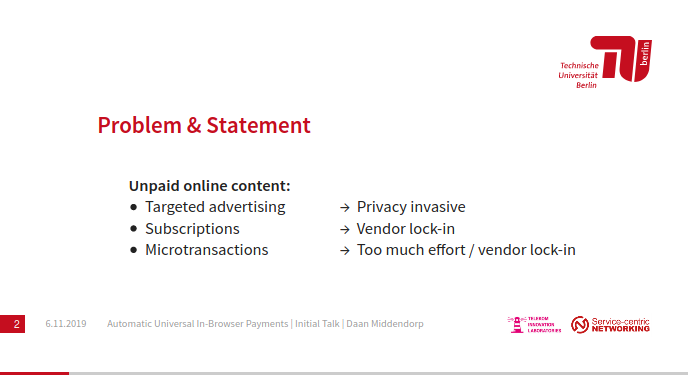 Technische
Universität
Berlin
berlin
Problem & Statement
Unpaid online content:
● Targeted advertising → Privacy invasive
● Subscriptions → Vendor lock-in
● Microtransactions → Too much effort / vendor lock-in
2 6.11.2019 Automatic Universal In-Browser Payments | Initial Talk | Daan Middendorp
TELEKOM
INNOVATION
LABORATORIES
Service-centric
NETWORKING